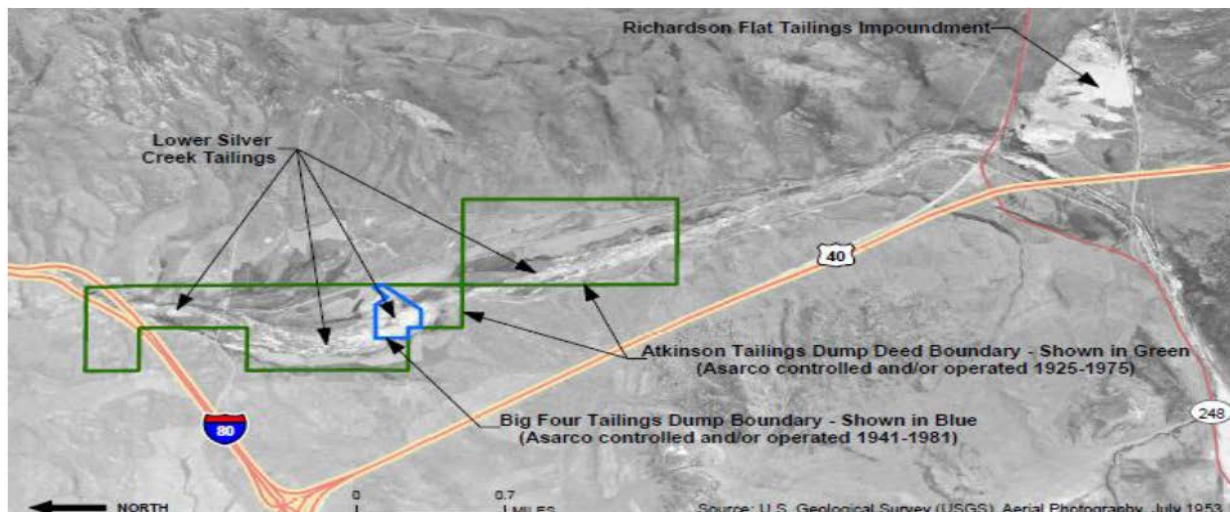 Richardson Flat Tailings Impoundment
Lower Silver
Creek Tailings
40
Atkinson Tailings Dump Deed Boundary - Shown in Green
(Asarco controlled and/or operated 1925-1975)
Big Four Tailings Dump Boundary - Shown in Blue
(Asarco controlled and/or operated 1941-1981)
248
80
NORTH
0 0.7
MILES
Source: U.S. Geological Survey (USGS), Aerial Photography, July 1953